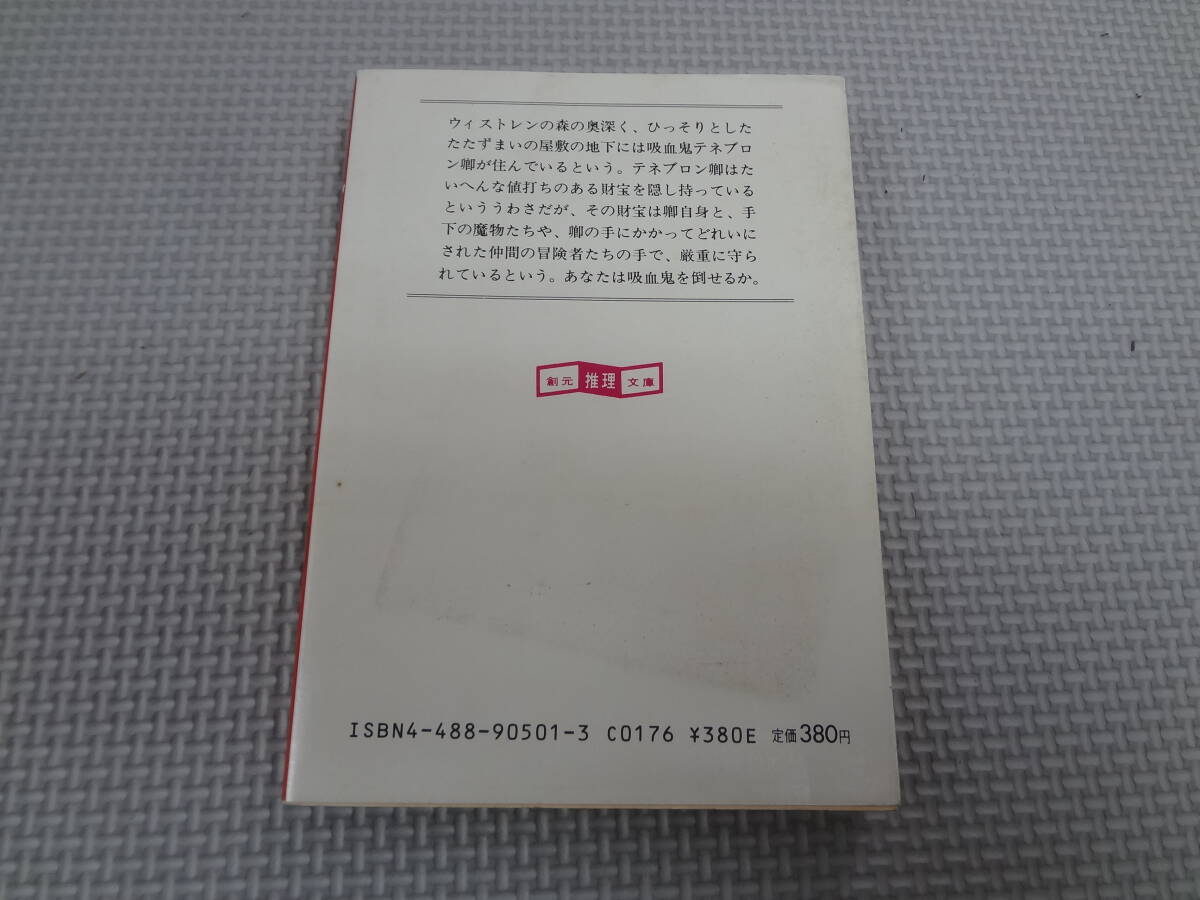 ウィストレンの森の奥深く、ひっそりとした
たたずまいの屋敷の地下には吸血鬼テネブロ
ン卿が住んでいるという。テネブロン卿はた
いへんな値打ちのある財宝を隠し持っている
といううわさだが、その財宝は卿自身と、手
下の魔物たちや、卿の手にかかってどれいに
された仲間の冒険者たちの手で、厳重に守ら
れているという。あなたは吸血鬼を倒せるか。
創元 推理 文庫
ISBN4-488-90501-3 C0176 ¥380E 定価380円